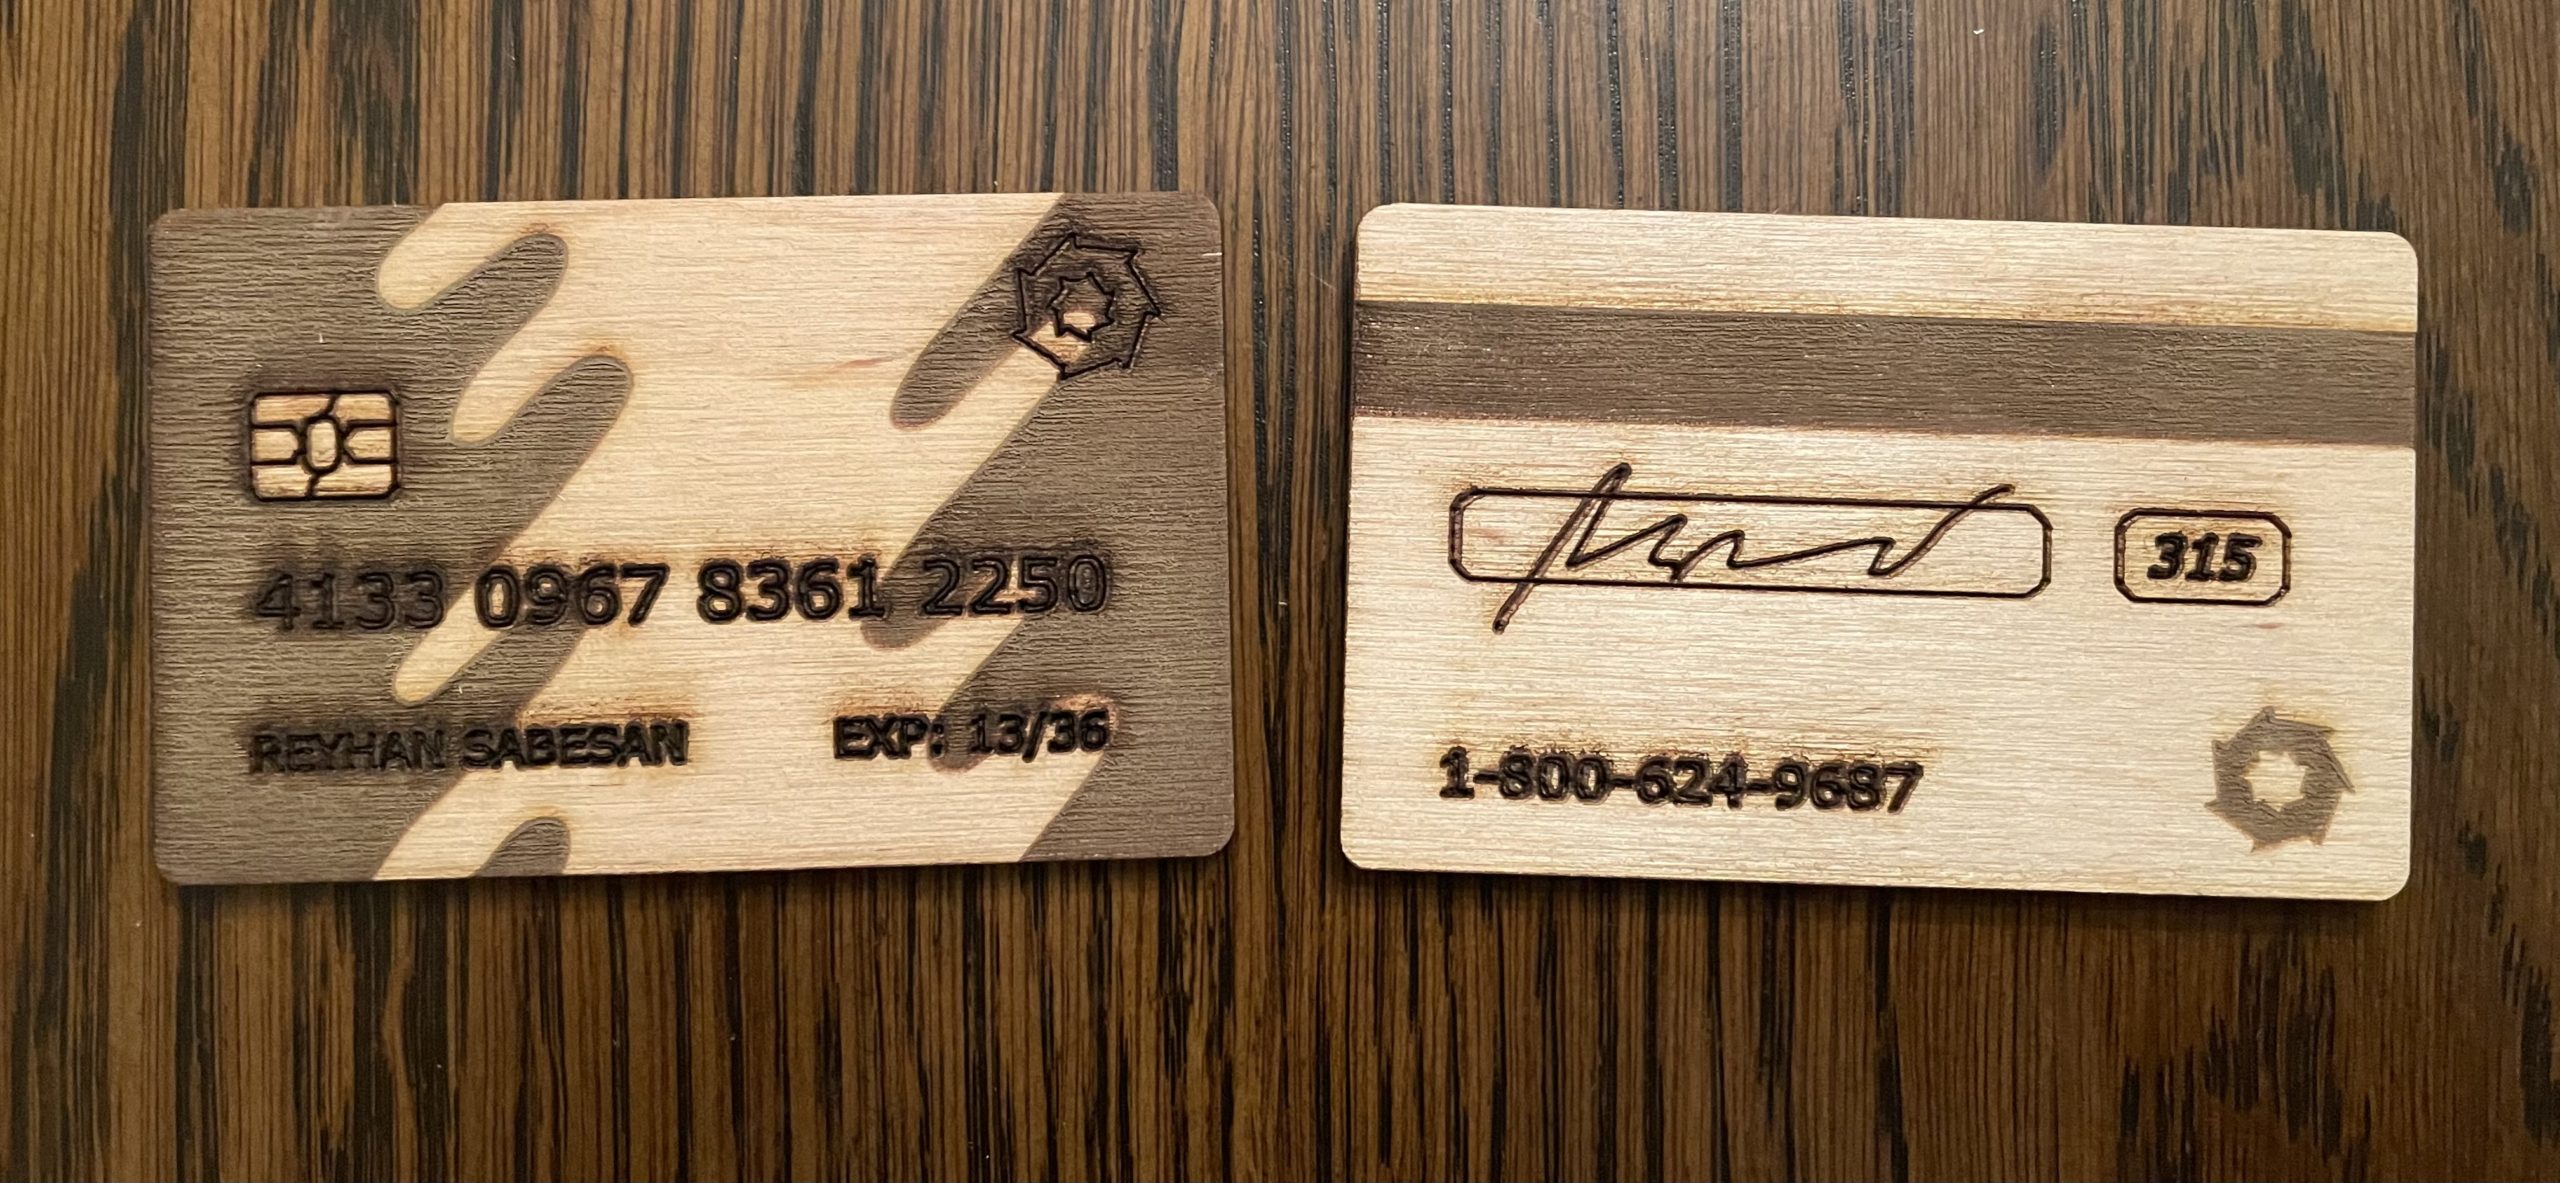 4133 0967 8361 2250
REYHAN SABESAN EXP: 13/36
315
1-800-624-9687